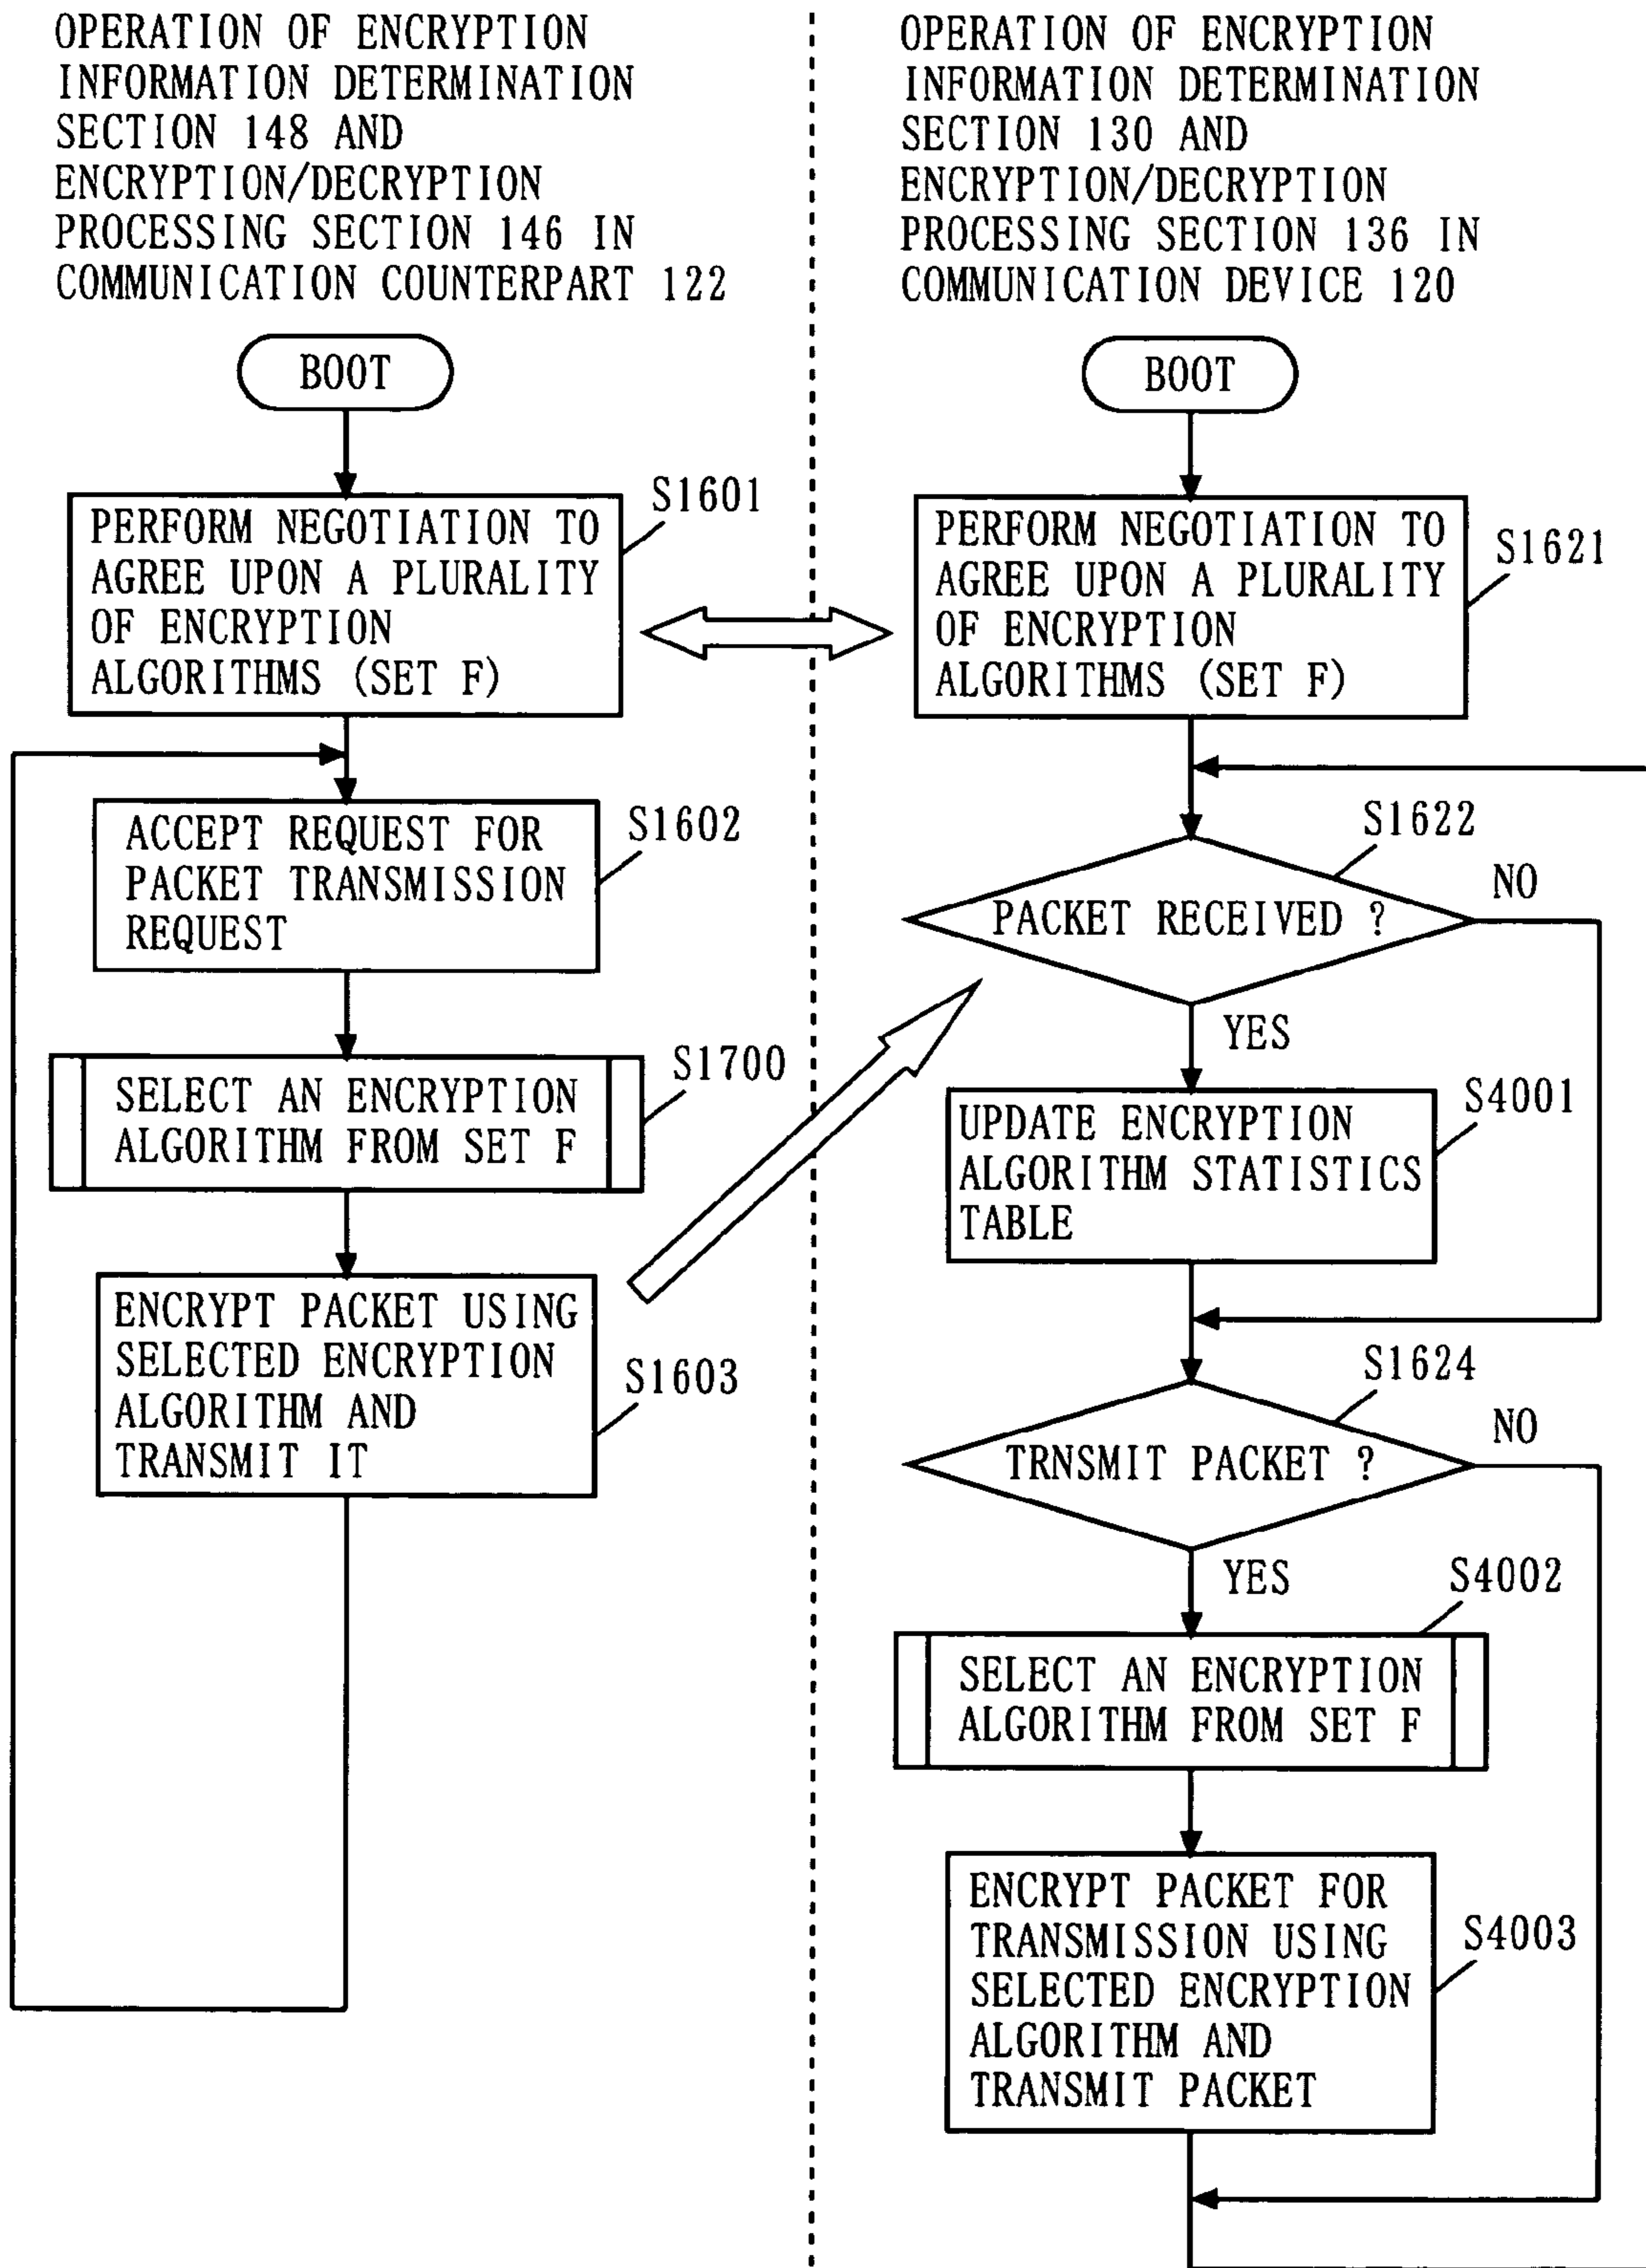 OPERATION OF ENCRYPTION
INFORMATION DETERMINATION
SECTION 148 AND
ENCRYPTION/DECRYPTION
PROCESSING SECTION 146 IN
COMMUNICATION COUNTERPART 122
BOOT
S1601
PERFORM NEGOTIATION TO
AGREE UPON A PLURALITY
OF ENCRYPTION
ALGORITHMS (SET F)
S1602
ACCEPT REQUEST FOR
PACKET TRANSMISSION
REQUEST
S1700
SELECT AN ENCRYPTION
ALGORITHM FROM SET F
ENCRYPT PACKET USING
SELECTED ENCRYPTION
ALGORITHM AND
TRANSMIT IT
S1603
OPERATION OF ENCRYPTION
INFORMATION DETERMINATION
SECTION 130 AND
ENCRYPTION/DECRYPTION
PROCESSING SECTION 136 IN
COMMUNICATION DEVICE 120
BOOT
PERFORM NEGOTIATION TO
AGREE UPON A PLURALITY
OF ENCRYPTION
ALGORITHMS (SET F)
S1621
S1622
PACKET RECEIVED ?
NO
YES
S4001
UPDATE ENCRYPTION
ALGORITHM STATISTICS
TABLE
S1624
TRNSMIT PACKET ?
NO
YES
S4002
SELECT AN ENCRYPTION
ALGORITHM FROM SET F
ENCRYPT PACKET FOR
TRANSMISSION USING
SELECTED ENCRYPTION
ALGORITHM AND
TRANSMIT PACKET
S4003